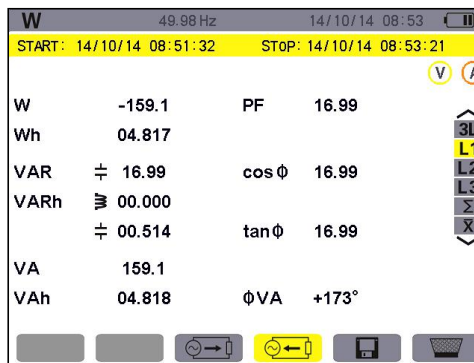 W 49.98 Hz 14/10/14 08:53
START: 14/10/14 08:51:32 STOP: 14/10/14 08:53:21
V A
W -159.1 PF 16.99
Wh 04.817
VAR 16.99 cos ϕ 16.99
VARh 00.000
00.514 tan ϕ 16.99
VA 159.1
VAh 04.818 ϕVA +173°
3L
L1
L2
L3
Σ
X̅